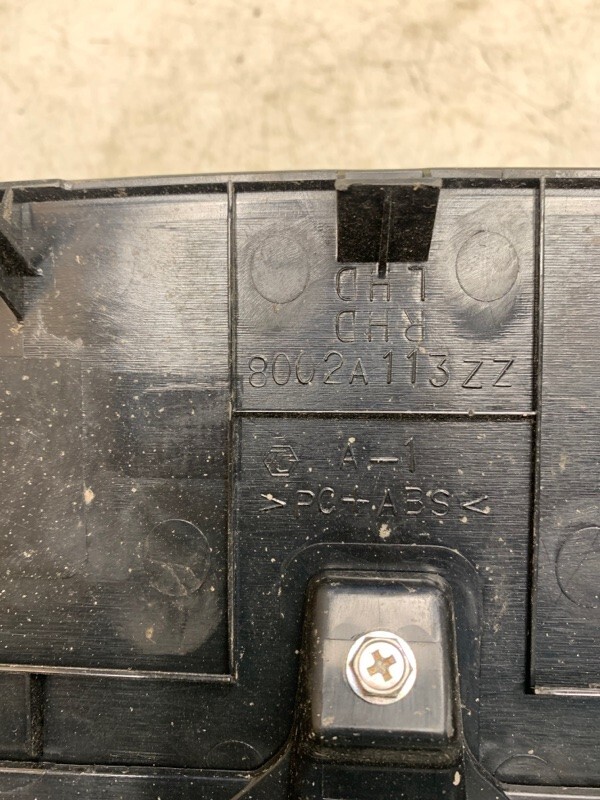 LHD
RHD
8002A113ZZ
A-1
>PC+ABS<